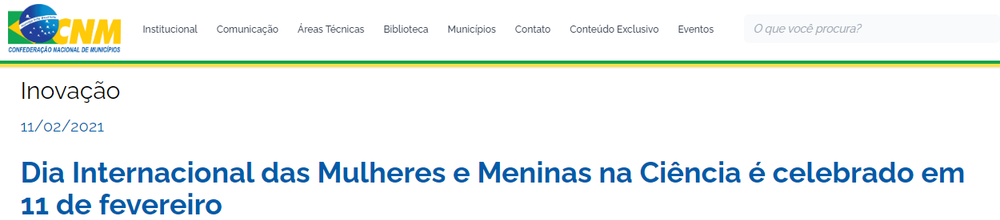 CNM
CONFEDERAÇÃO NACIONAL DE MUNICÍPIOS
Institucional Comunicação Áreas Técnicas Biblioteca Municípios Contato Conteúdo Exclusivo Eventos O que você procura?
Inovação
11/02/2021
Dia Internacional das Mulheres e Meninas na Ciência é celebrado em
11 de fevereiro